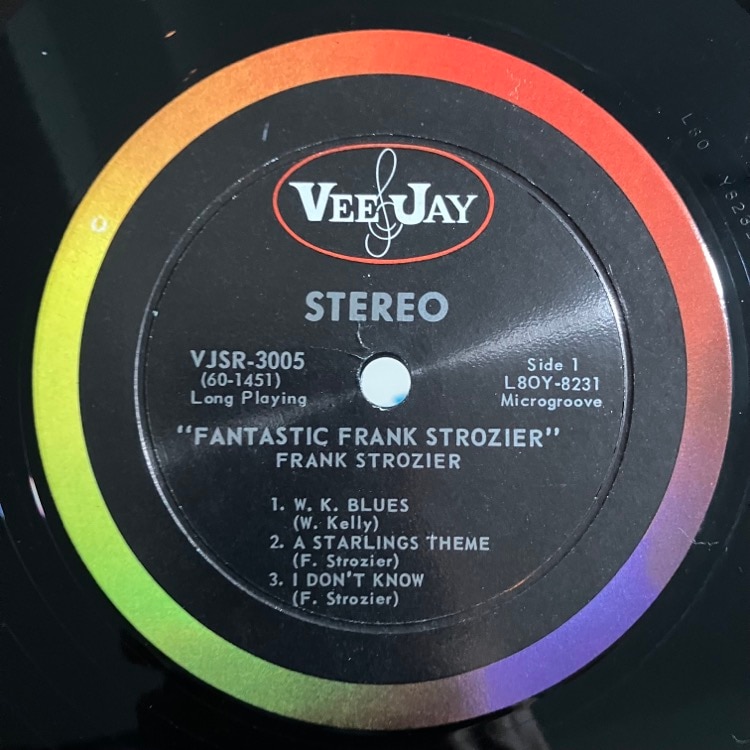 VEE JAY
STEREO
VJSR-3005
(60-1451)
Long Playing
Side 1
L8OY-8231
Microgroove
"FANTASTIC FRANK STROZIER"
FRANK STROZIER
1. W. K. BLUES
(W. Kelly)
2. A STARLINGS THEME
(F. Strozier)
3. I DON'T KNOW
(F. Strozier)